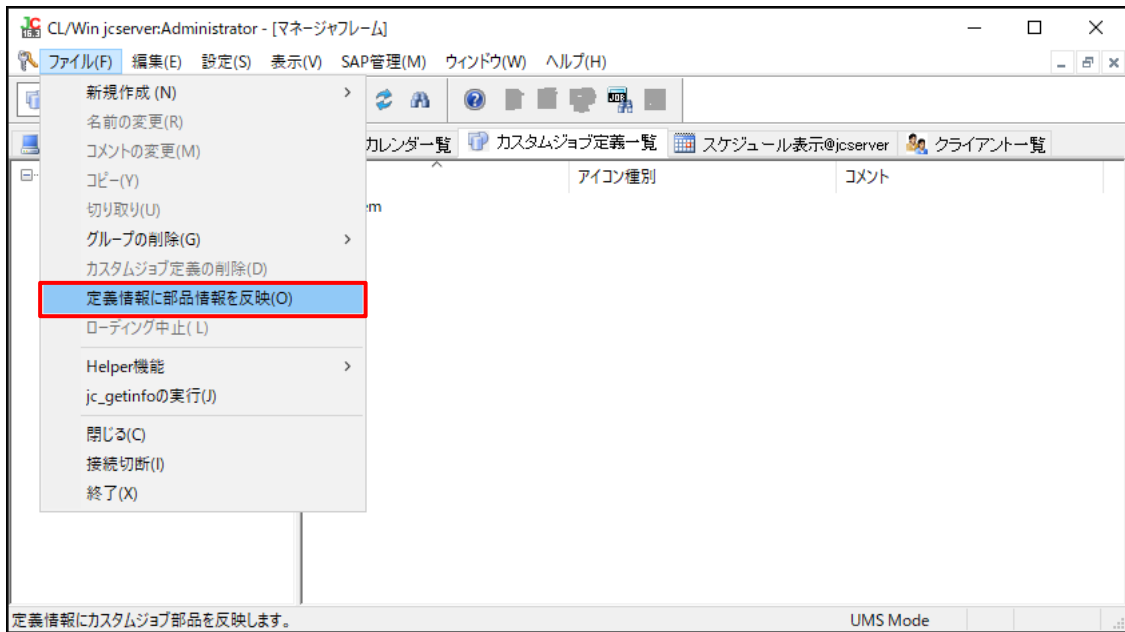 CL/Win jcserver:Administrator - [マネージャフレーム]
ファイル(F) 編集(E) 設定(S) 表示(V) SAP管理(M) ウィンドウ(W) ヘルプ(H)
新規作成 (N)
名前の変更(R)
カレンダー一覧 カスタムジョブ定義一覧 スケジュール表示@jcserver クライアント一覧
コメントの変更(M)
アイコン種別 コメント
コピー(Y)
切り取り(U)
グループの削除(G)
カスタムジョブ定義の削除(D)
定義情報に部品情報を反映(O)
ローディング中止( L)
Helper機能
jc_getinfoの実行(J)
閉じる(C)
接続切断(I)
終了(X)
定義情報にカスタムジョブ部品を反映します。 UMS Mode